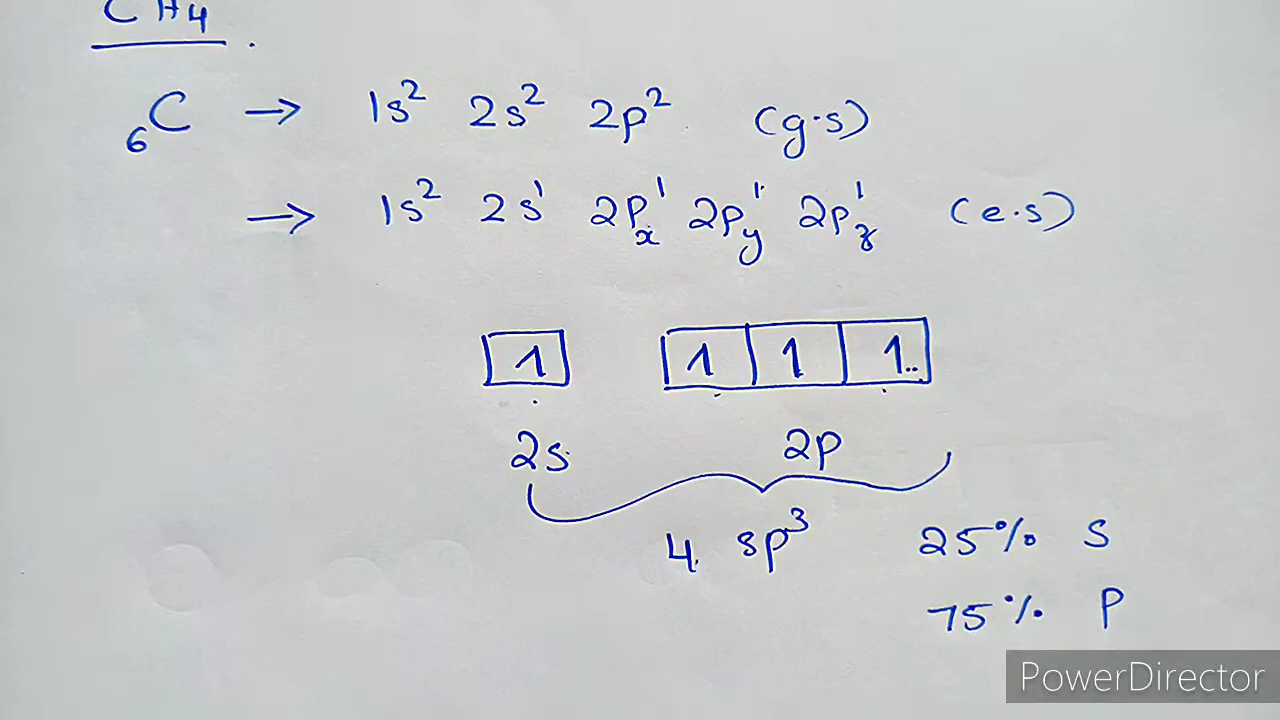 CH4.
6C → 1s² 2s² 2p² (g.s)
→ 1s² 2s¹ 2px¹ 2py¹ 2pz¹ (e.s)
1 1 1 1
2s 2p
4 sp³ 25% s
75% p
PowerDirector